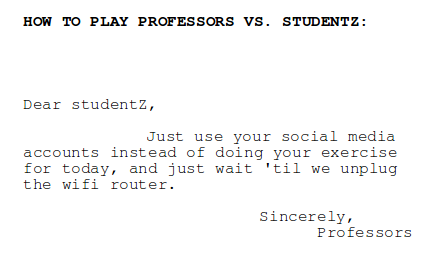 HOW TO PLAY PROFESSORS VS. STUDENTZ:
Dear studentZ,
Just use your social media
accounts instead of doing your exercise
for today, and just wait 'til we unplug
the wifi router.
Sincerely,
Professors